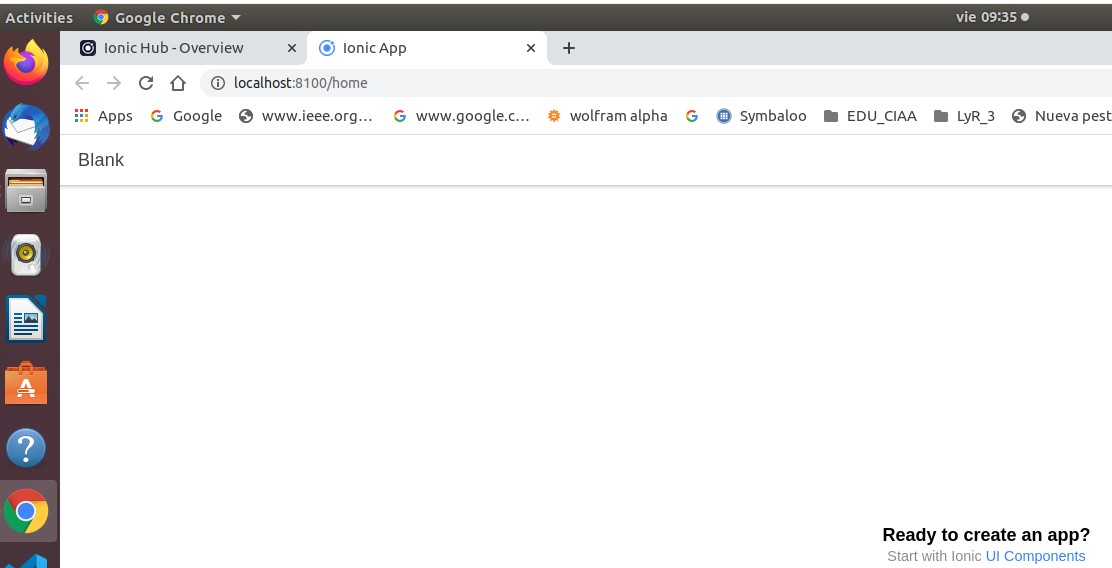 Activities Google Chrome vie 09:35
Ionic Hub - Overview Ionic App
localhost:8100/home
Apps Google www.ieee.org... www.google.c... wolfram alpha Symbaloo EDU_CIAA LyR_3 Nueva pest
Blank
Ready to create an app?
Start with Ionic UI Components